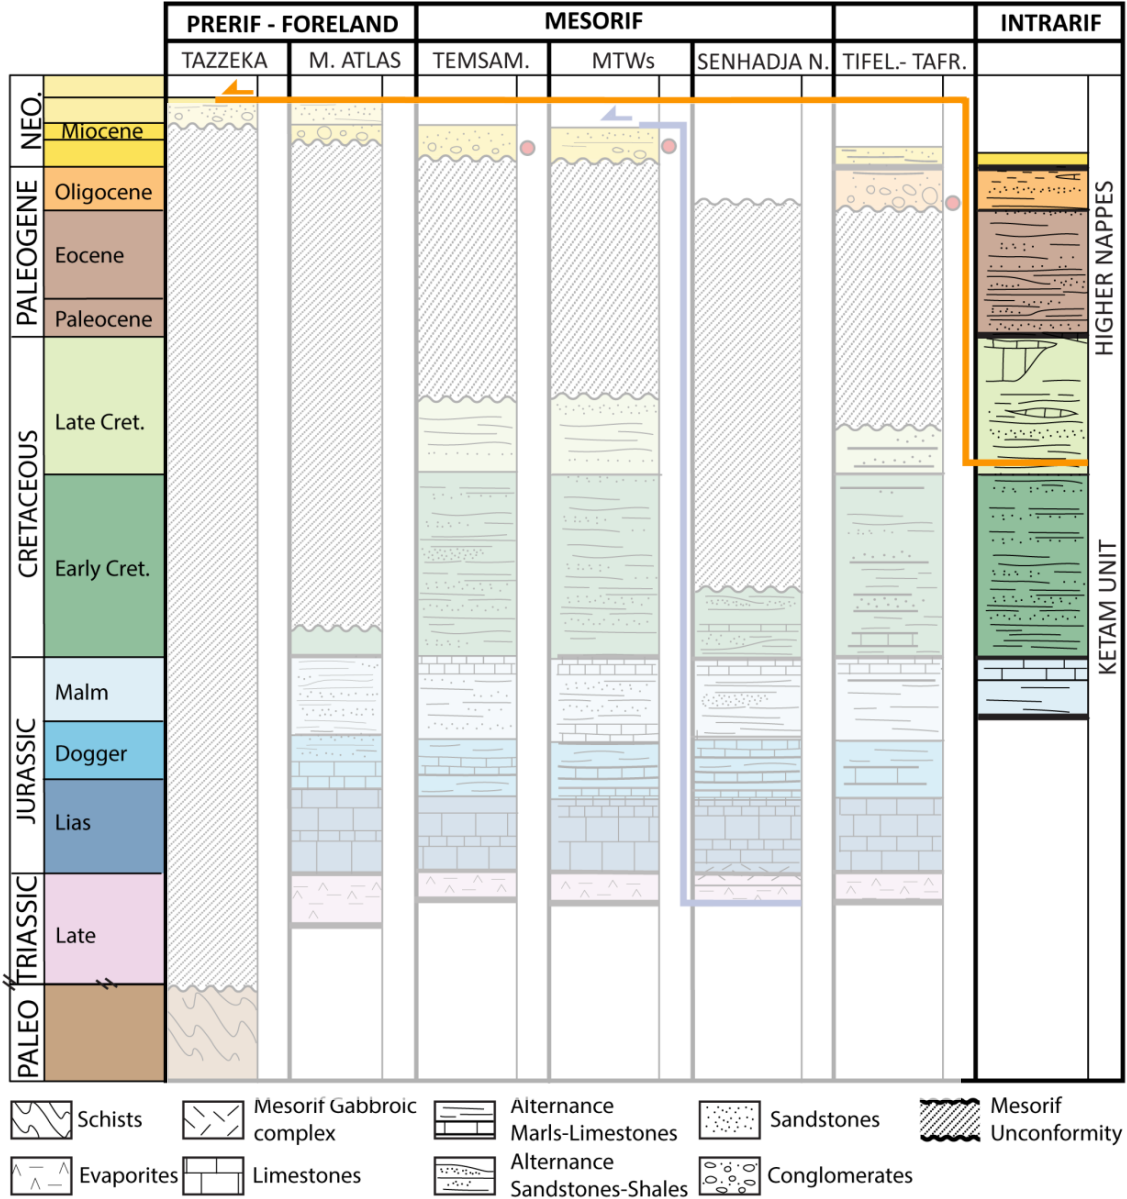 PRERIF - FORELAND
MESORIF
INTRARIF
TAZZEKA
M. ATLAS
TEMSAM.
MTWs
SENHADJA N.
TIFEL.- TAFR.
NEO.
Miocene
PALEOGENE
Oligocene
Eocene
Paleocene
HIGHER NAPPES
CRETACEOUS
Late Cret.
Early Cret.
KETAM UNIT
JURASSIC
Malm
Dogger
Lias
TRIASSIC
Late
PALEO
Schists
Mesorif Gabbroic
complex
Alternance
Marls-Limestones
Sandstones
Mesorif
Unconformity
Evaporites
Limestones
Alternance
Sandstones-Shales
Conglomerates